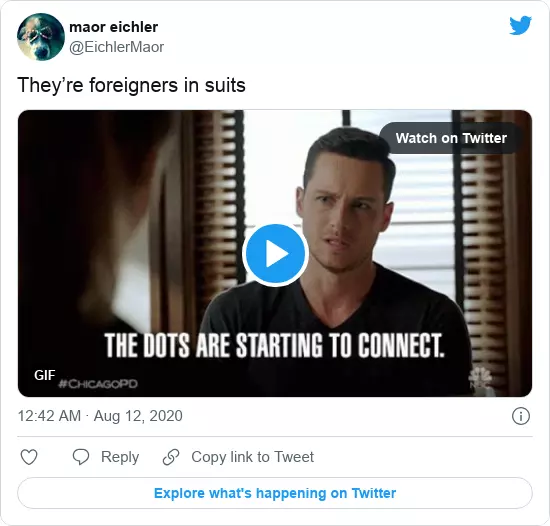 maor eichler
@EichlerMaor
They’re foreigners in suits
Watch on Twitter
THE DOTS ARE STARTING TO CONNECT.
GIF
#CHICAGOPD
NBC
12:42 AM · Aug 12, 2020
Reply
Copy link to Tweet
Explore what's happening on Twitter